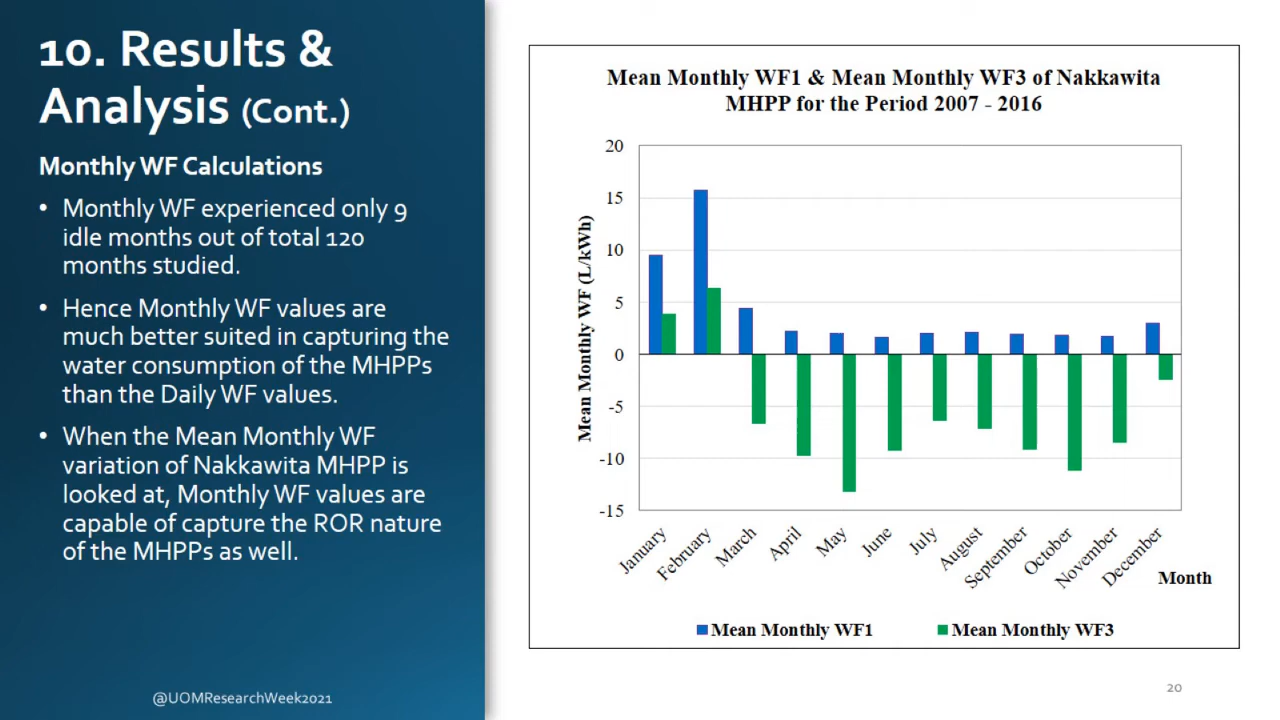 10. Results &
Analysis (Cont.)
Monthly WF Calculations
• Monthly WF experienced only 9
idle months out of total 120
months studied.
• Hence Monthly WF values are
much better suited in capturing the
water consumption of the MHPPs
than the Daily WF values.
• When the Mean Monthly WF
variation of Nakkawita MHPP is
looked at, Monthly WF values are
capable of capture the ROR nature
of the MHPPs as well.
@UOMResearchWeek2021
Mean Monthly WF1 & Mean Monthly WF3 of Nakkawita
MHPP for the Period 2007 - 2016
Mean Monthly WF (L/kWh)
20
15
10
5
0
-5
-10
-15
January
February
March
April
May
June
July
August
September
October
November
December
Month
Mean Monthly WF1
Mean Monthly WF3
20